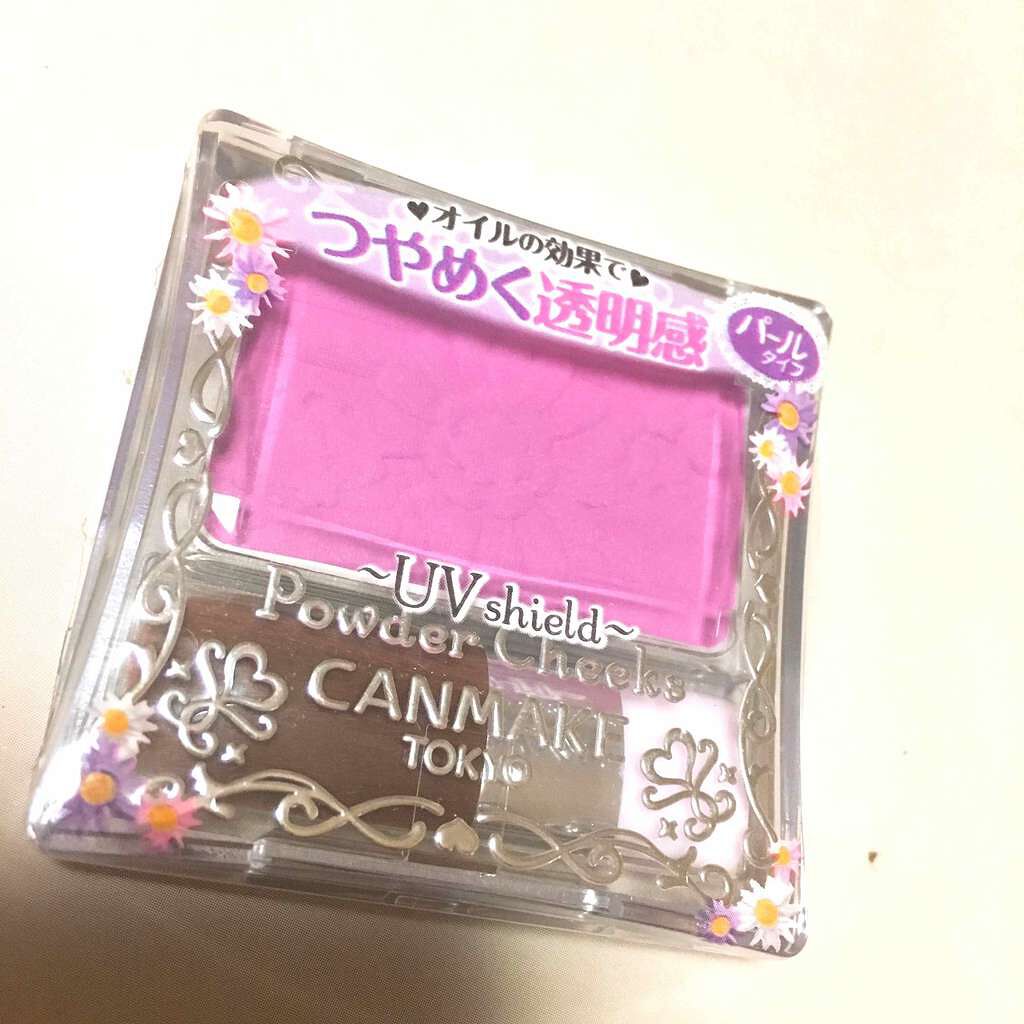 ♥オイルの効果で♥
つやめく透明感
パール
タイプ
~UV shield~
Powder Cheeks
CANMAKE
TOKYO